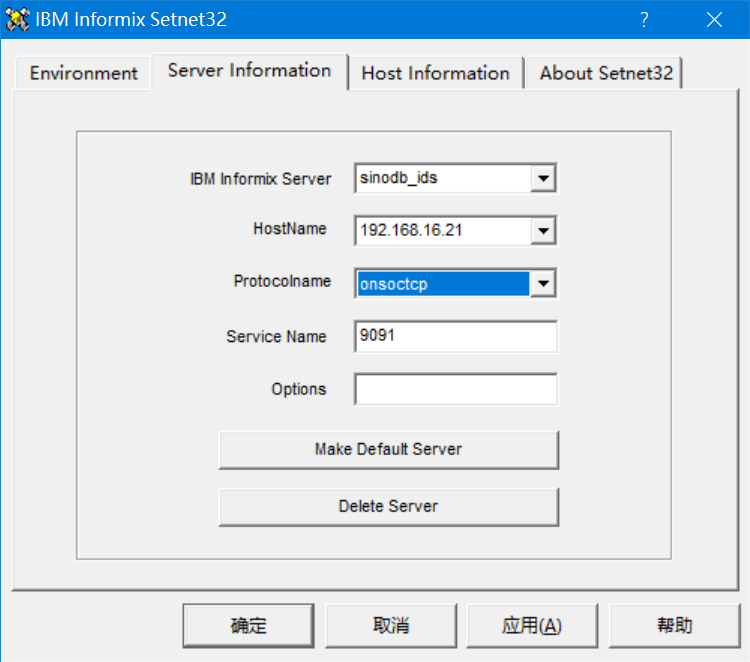 IBM Informix Setnet32
Environment Server Information Host Information About Setnet32
IBM Informix Server sinodb_ids
HostName 192.168.16.21
Protocolname onsoctcp
Service Name 9091
Options
Make Default Server
Delete Server
确定 取消 应用(A) 帮助